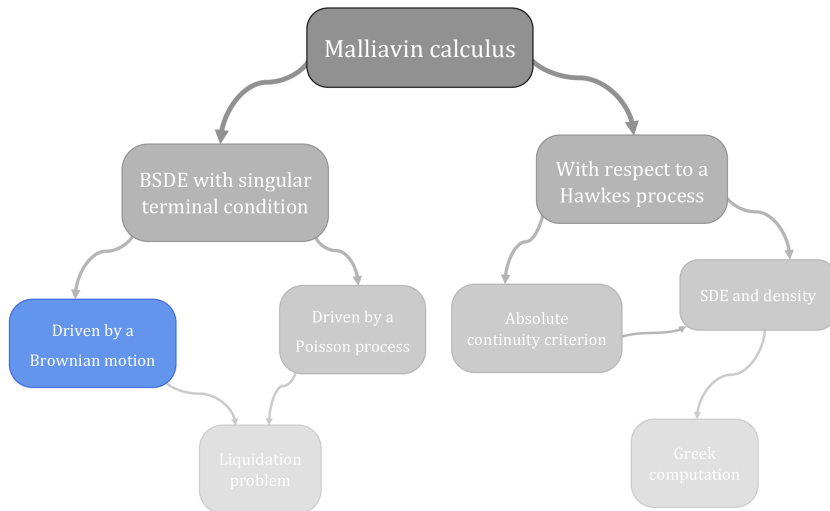 Malliavin calculus
BSDE with singular
terminal condition
With respect to a
Hawkes process
Driven by a
Brownian motion
Driven by a
Poisson process
Absolute
continuity criterion
SDE and density
Liquidation
problem
Greek
computation